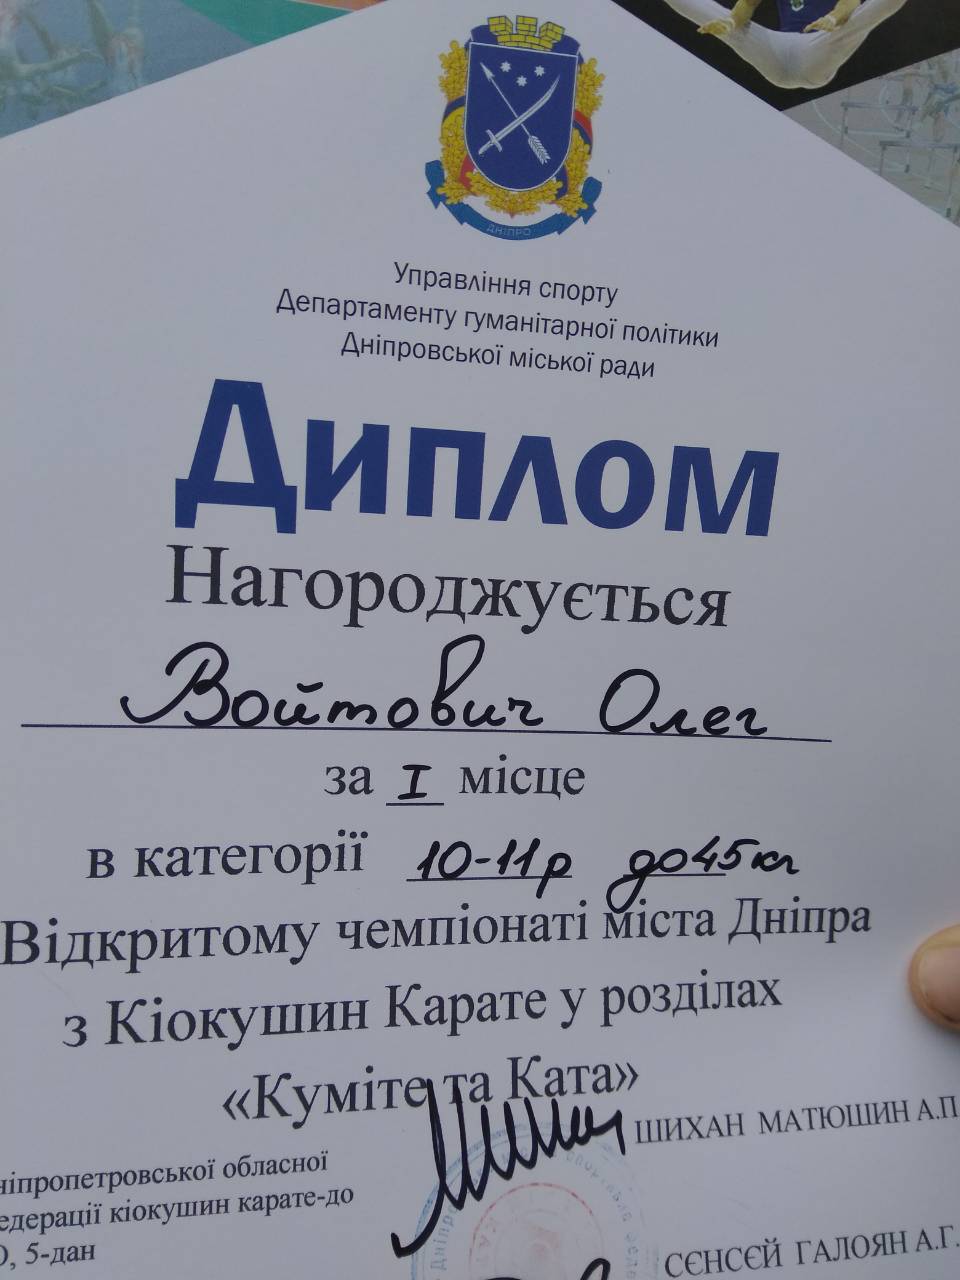 ДНІПРО
Управління спорту
Департаменту гуманітарної політики
Дніпровської міської ради
Диплом
Нагороджується
Войтович Олег
за I місце
в категорії 10-11р до45кг
Відкритому чемпіонаті міста Дніпра
з Кіокушин Карате у розділах
«Куміте та Ката»
ШИХАН МАТЮШИН А.П
ніпропетровської обласної
едерації кіокушин карате-до
О, 5-дан
СЄНСЄЙ ГАЛОЯН А.Г.